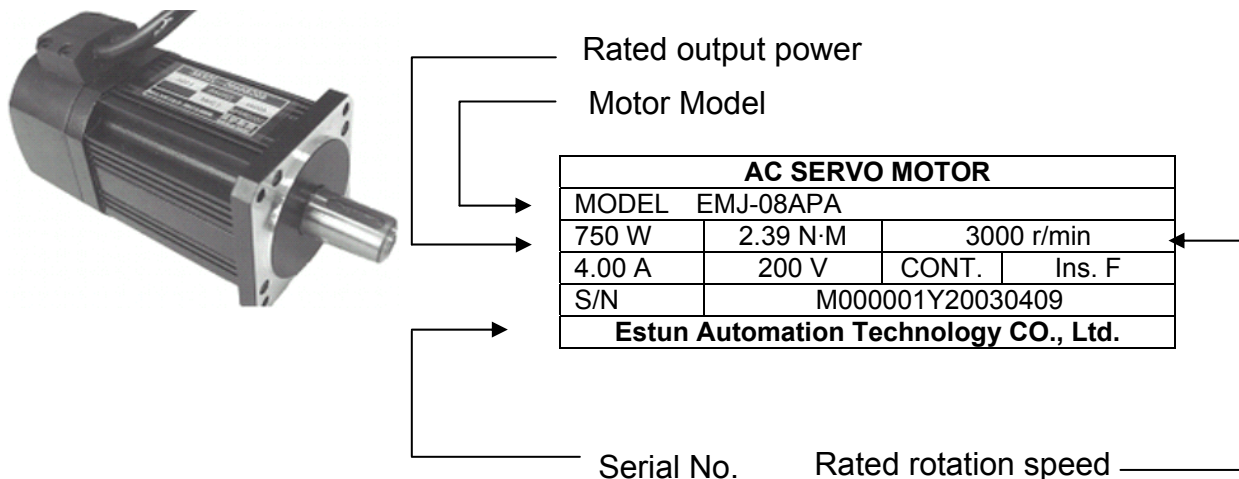 Rated output power
Motor Model
AC SERVO MOTOR
MODEL EMJ-08APA
750 W 2.39 N·M 3000 r/min
4.00 A 200 V CONT. Ins. F
S/N M000001Y20030409
Estun Automation Technology CO., Ltd.
Serial No. Rated rotation speed